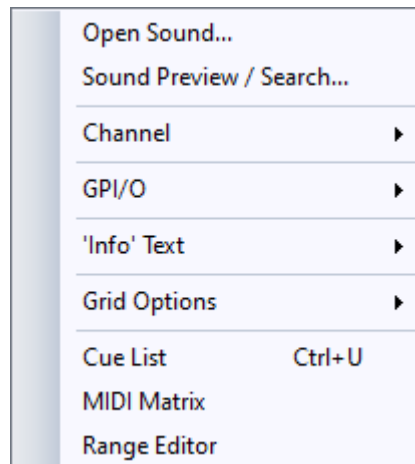 Open Sound...
Sound Preview / Search...
Channel
GPI/O
'Info' Text
Grid Options
Cue List Ctrl+U
MIDI Matrix
Range Editor